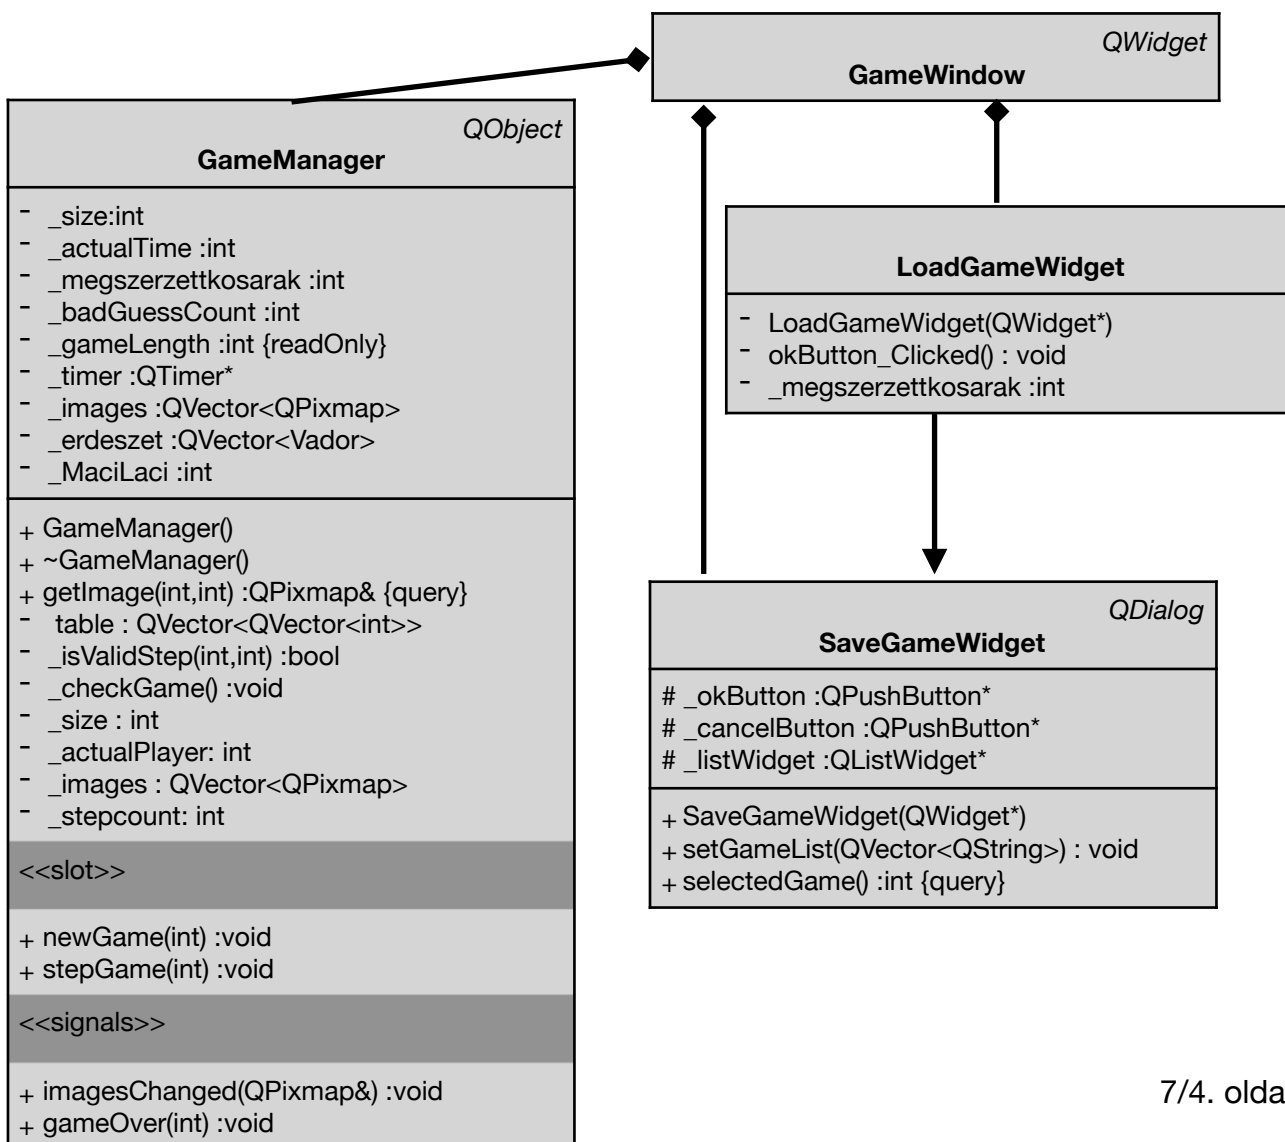 QWidget
GameWindow
QObject
GameManager
- _size:int
- _actualTime :int
- _megszerzettkosarak :int
- _badGuessCount :int
- _gameLength :int {readOnly}
- _timer :QTimer*
- _images :QVector<QPixmap>
- _erdeszet :QVector<Vador>
- _MaciLaci :int
+ GameManager()
+ ~GameManager()
+ getImage(int,int) :QPixmap& {query}
- table : QVector<QVector<int>>
- _isValidStep(int,int) :bool
- _checkGame() :void
- _size : int
- _actualPlayer: int
- _images : QVector<QPixmap>
- _stepcount: int
<<slot>>
+ newGame(int) :void
+ stepGame(int) :void
<<signals>>
+ imagesChanged(QPixmap&) :void
+ gameOver(int) :void
LoadGameWidget
- LoadGameWidget(QWidget*)
- okButton_Clicked() : void
- _megszerzettkosarak :int
QDialog
SaveGameWidget
# _okButton :QPushButton*
# _cancelButton :QPushButton*
# _listWidget :QListWidget*
+ SaveGameWidget(QWidget*)
+ setGameList(QVector<QString>) : void
+ selectedGame() :int {query}
7/4. olda